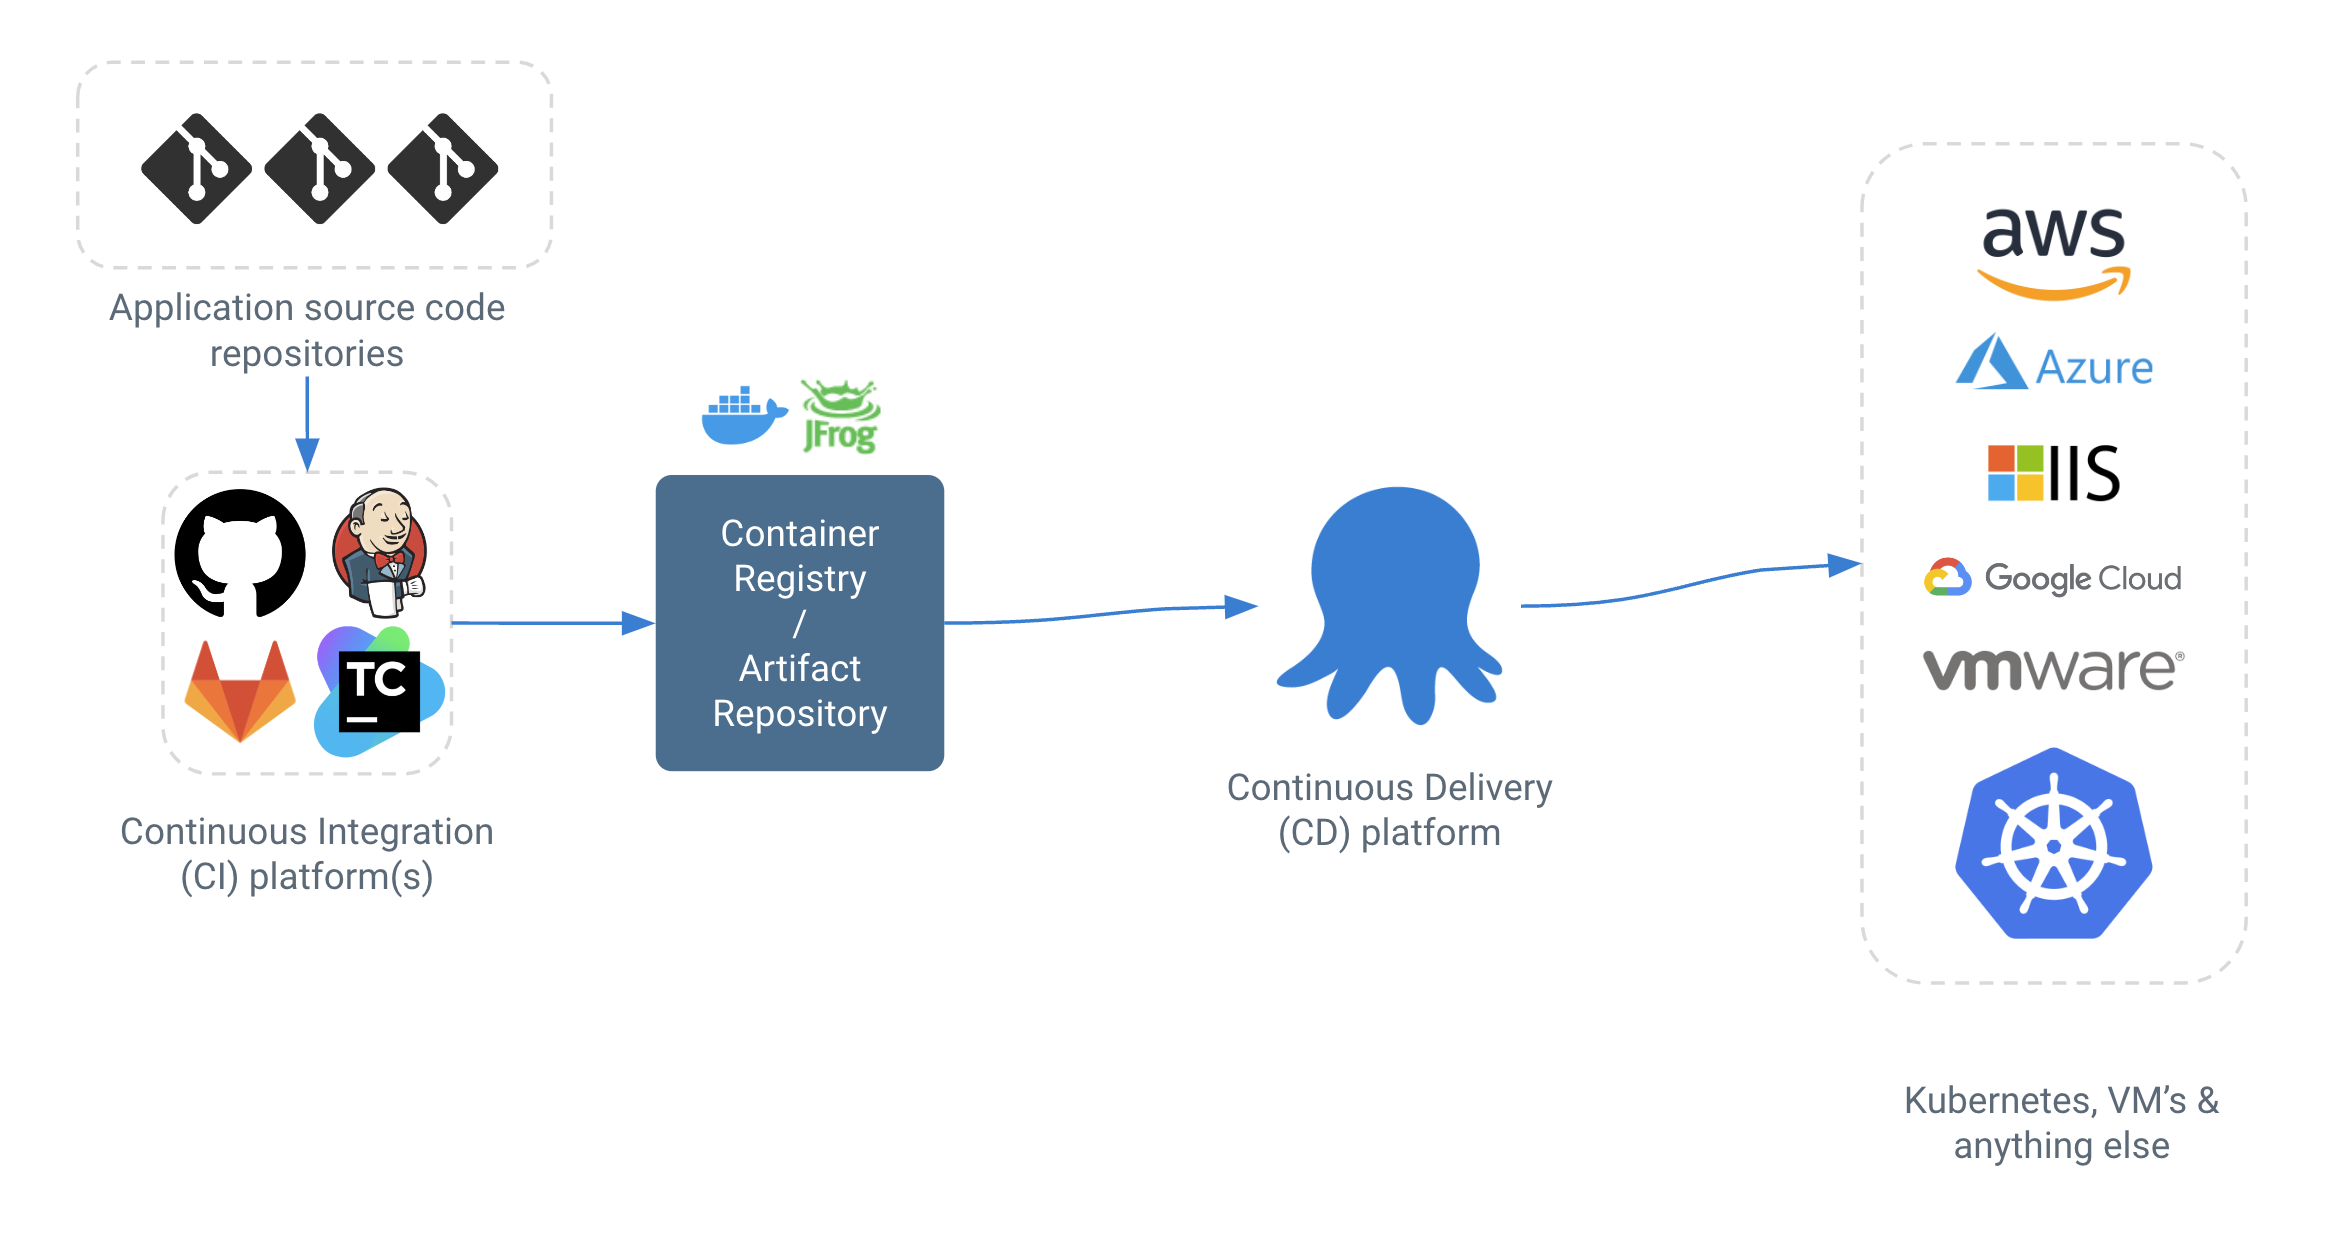 Application source code
repositories
JFrog
TC
Continuous Integration
(CI) platform(s)
Container
Registry
/
Artifact
Repository
Continuous Delivery
(CD) platform
aws
Azure
IIS
Google Cloud
vmware®
Kubernetes, VM’s &
anything else